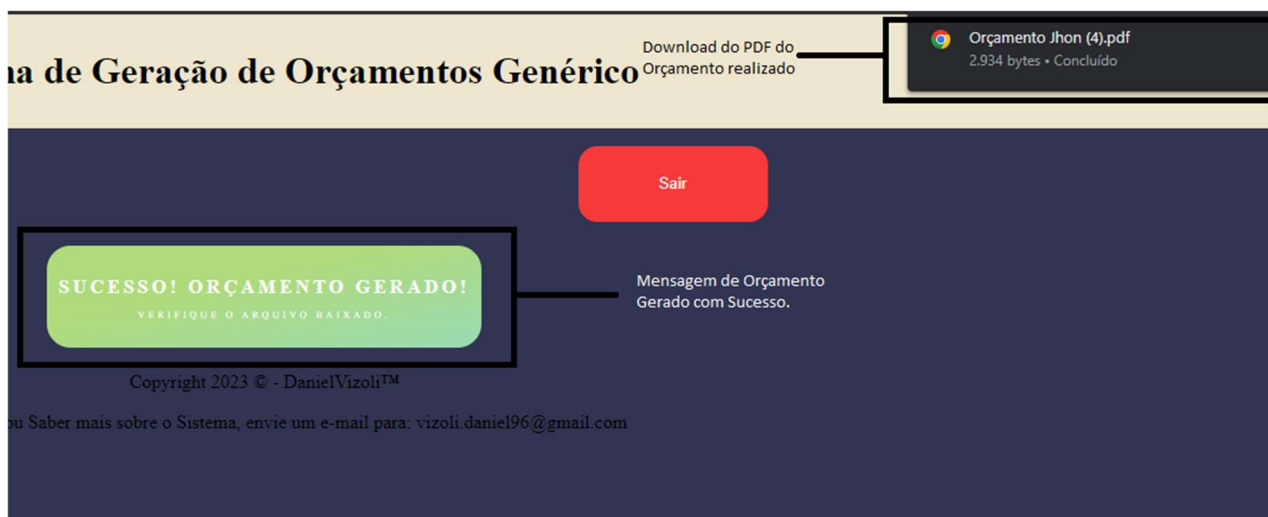 na de Geração de Orçamentos Genérico
Download do PDF do
Orçamento realizado
Orçamento Jhon (4).pdf
2.934 bytes • Concluído
Sair
SUCESSO! ORÇAMENTO GERADO!
VERIFIQUE O ARQUIVO BAIXADO.
Mensagem de Orçamento
Gerado com Sucesso.
Copyright 2023 © - DanielVizoli™
ou Saber mais sobre o Sistema, envie um e-mail para: vizoli.daniel96@gmail.com